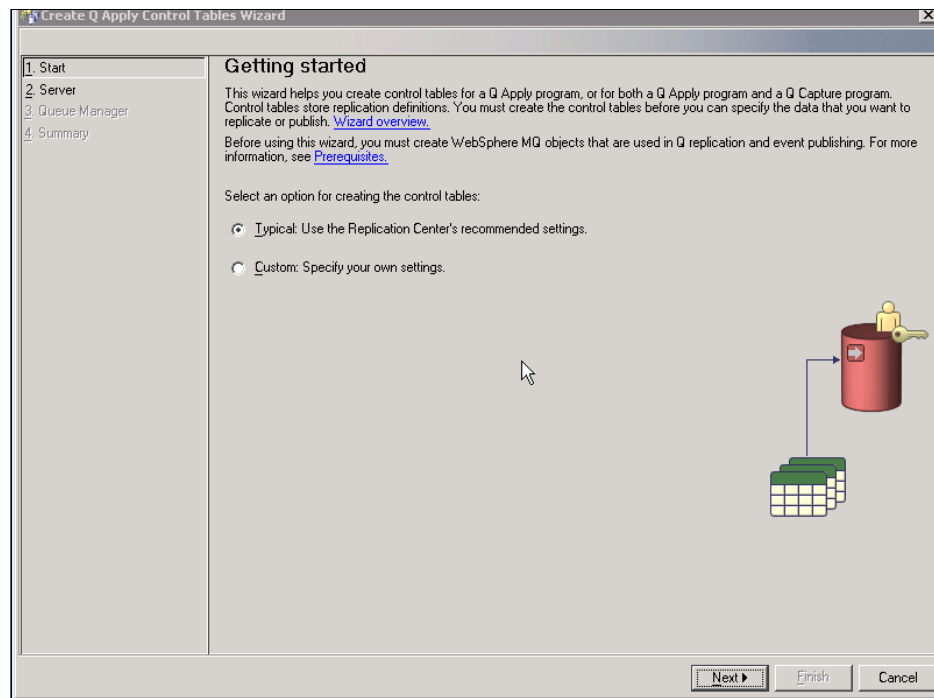 Create Q Apply Control Tables Wizard
1. Start
2. Server
3. Queue Manager
4. Summary
Getting started
This wizard helps you create control tables for a Q Apply program, or for both a Q Apply program and a Q Capture program.
Control tables store replication definitions. You must create the control tables before you can specify the data that you want to
replicate or publish. Wizard overview.
Before using this wizard, you must create WebSphere MQ objects that are used in Q replication and event publishing. For more
information, see Prerequisites.
Select an option for creating the control tables:
Typical: Use the Replication Center's recommended settings.
Custom: Specify your own settings.
Next
Finish
Cancel